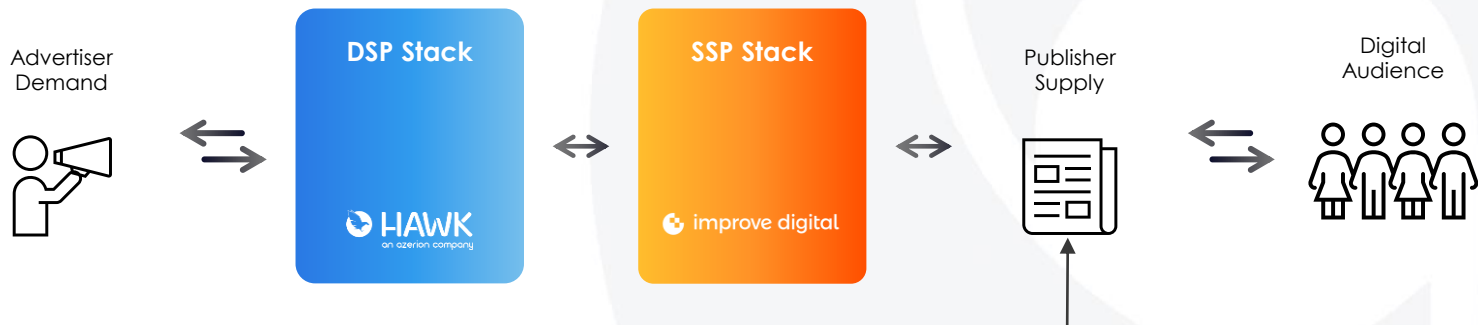 Advertiser
Demand
DSP Stack
HAWK
an azerion company
SSP Stack
improve digital
Publisher
Supply
Digital
Audience